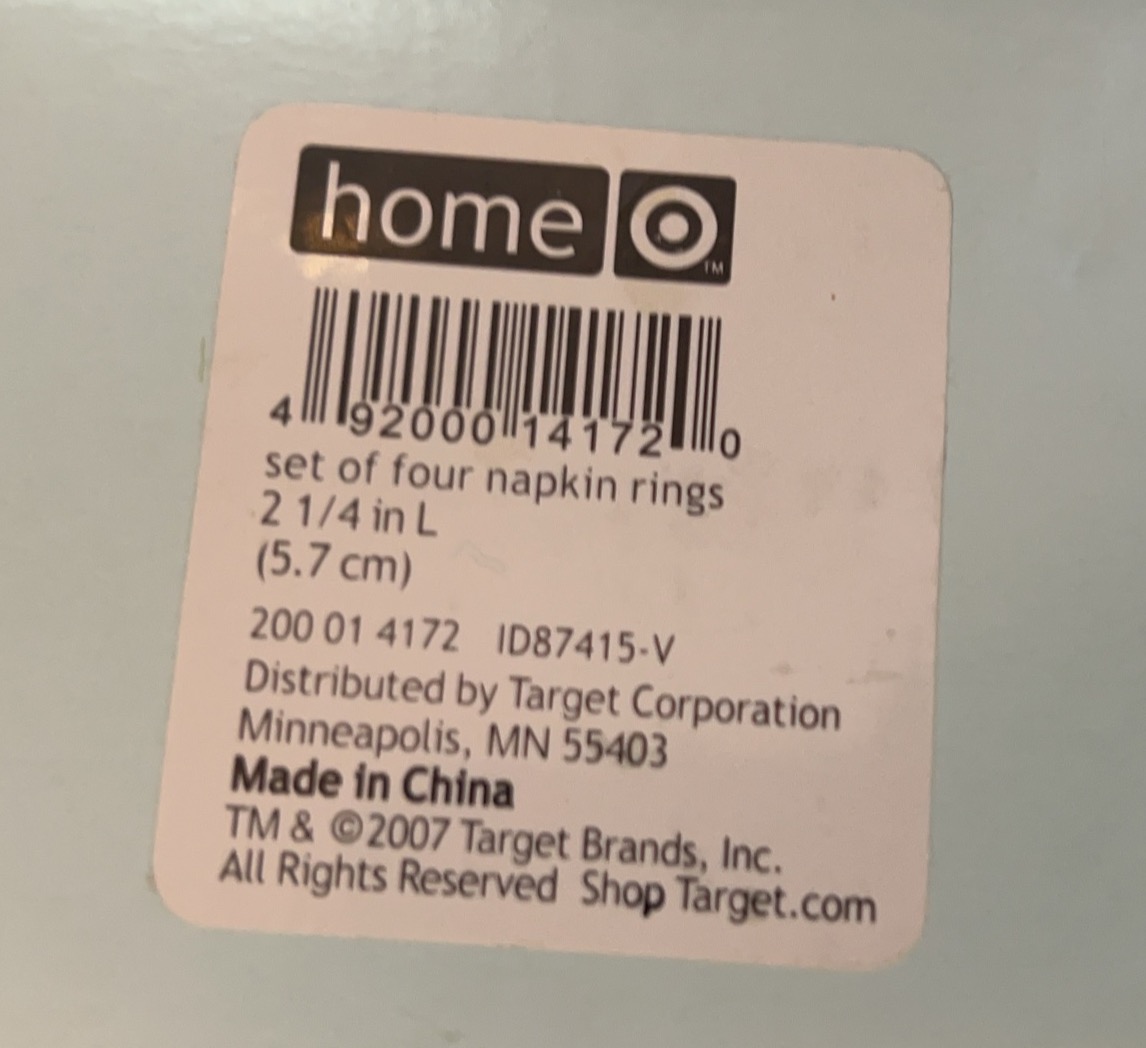 home TM
4 92000 14172 0
set of four napkin rings
2 1/4 in L
(5.7 cm)
200 01 4172 ID87415-V
Distributed by Target Corporation
Minneapolis, MN 55403
Made in China
TM & ©2007 Target Brands, Inc.
All Rights Reserved Shop Target.com